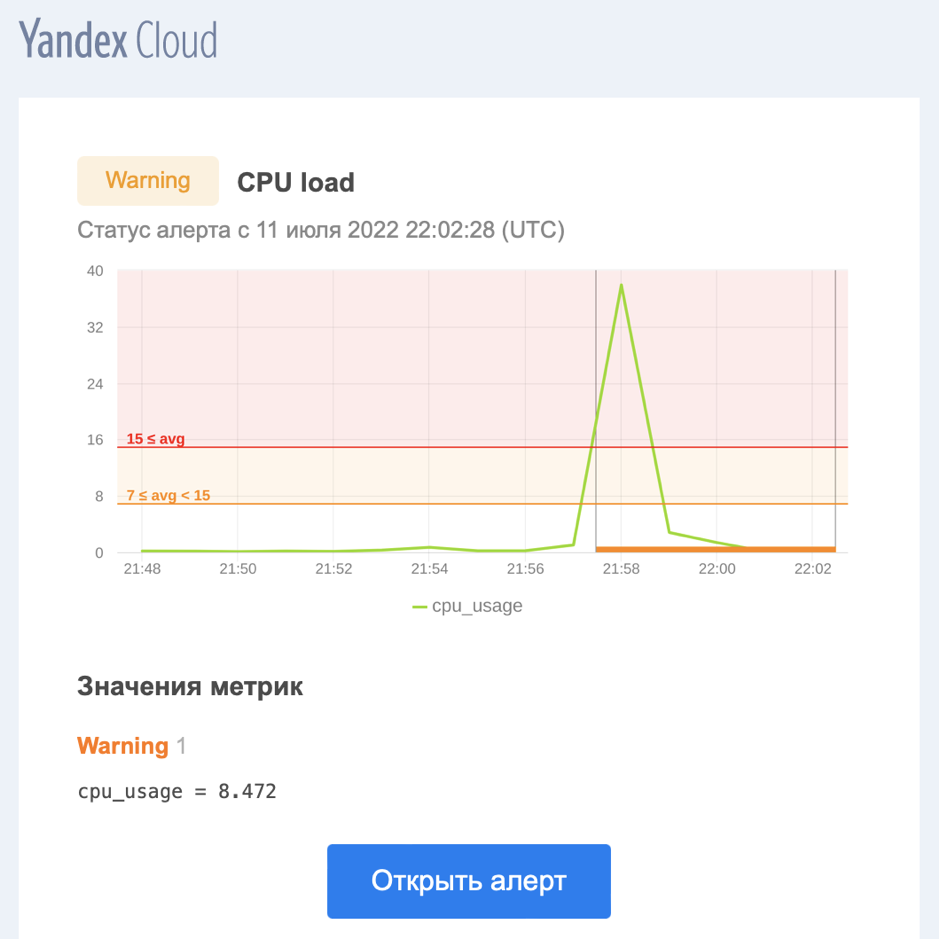 Yandex Cloud
Warning CPU load
Статус алерта с 11 июля 2022 22:02:28 (UTC)
40
32
24
16
15 ≤ avg
8
7 ≤ avg < 15
0
21:48 21:50 21:52 21:54 21:56 21:58 22:00 22:02
cpu_usage
Значения метрик
Warning 1
cpu_usage = 8.472
Открыть алерт